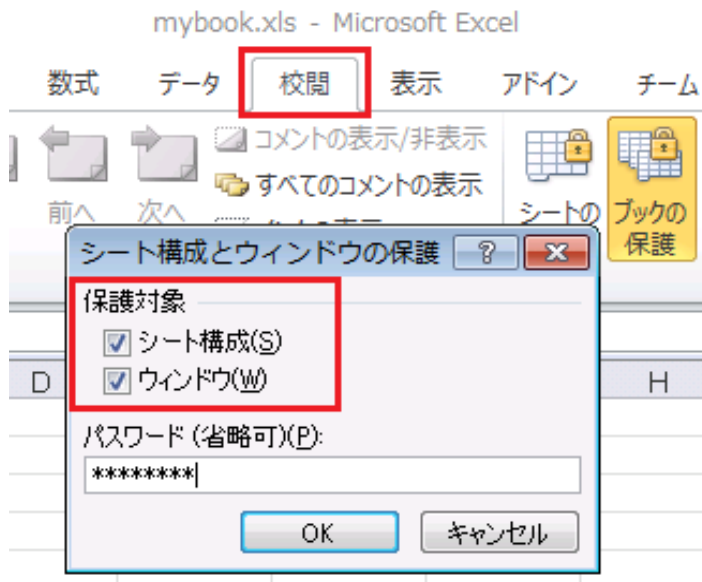 mybook.xls - Microsoft Excel
数式 データ 校閲 表示 アドイン チーム
コメントの表示/非表示
すべてのコメントの表示
前へ 次へ シートの ブックの
保護
シート構成とウィンドウの保護 ?
保護対象
シート構成(S)
ウィンドウ(W)
D H
パスワード (省略可)(P):
********
OK キャンセル